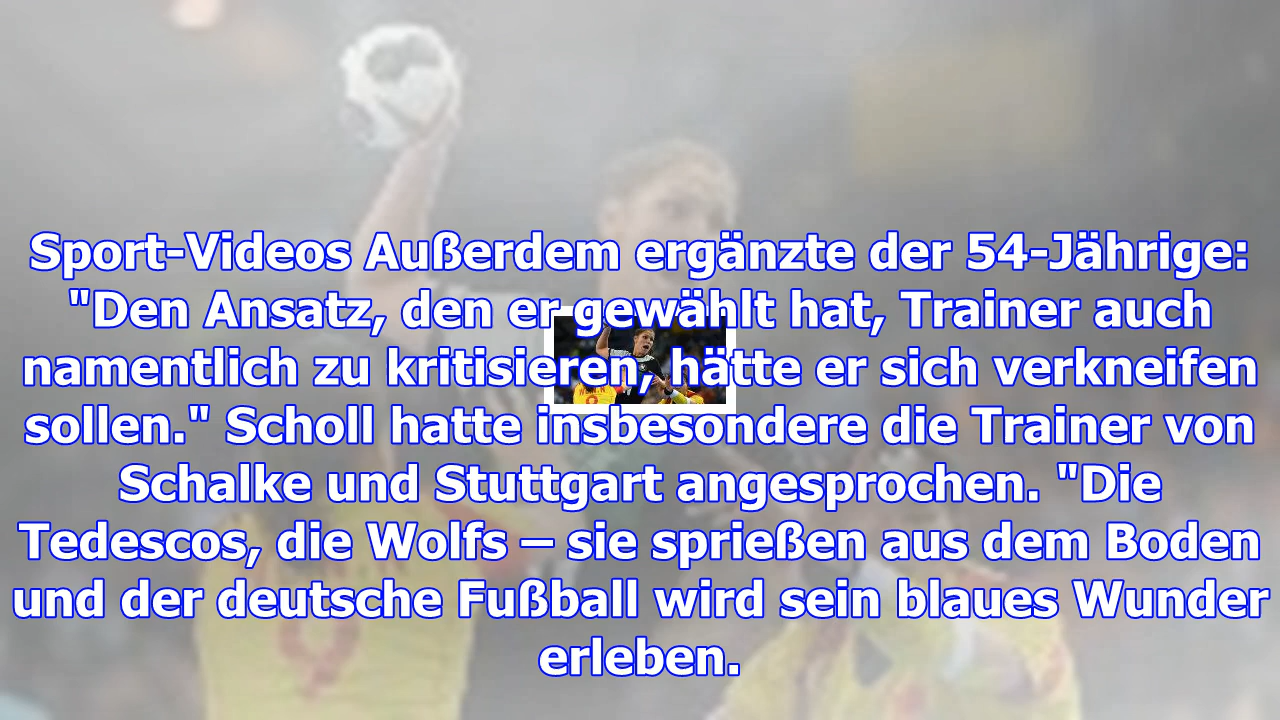 Sport-Videos Außerdem ergänzte der 54-Jährige:
"Den Ansatz, den er gewählt hat, Trainer auch
namentlich zu kritisieren, hätte er sich verkneifen
sollen." Scholl hatte insbesondere die Trainer von
Schalke und Stuttgart angesprochen. "Die
Tedescos, die Wolfs – sie sprießen aus dem Boden
und der deutsche Fußball wird sein blaues Wunder
erleben.